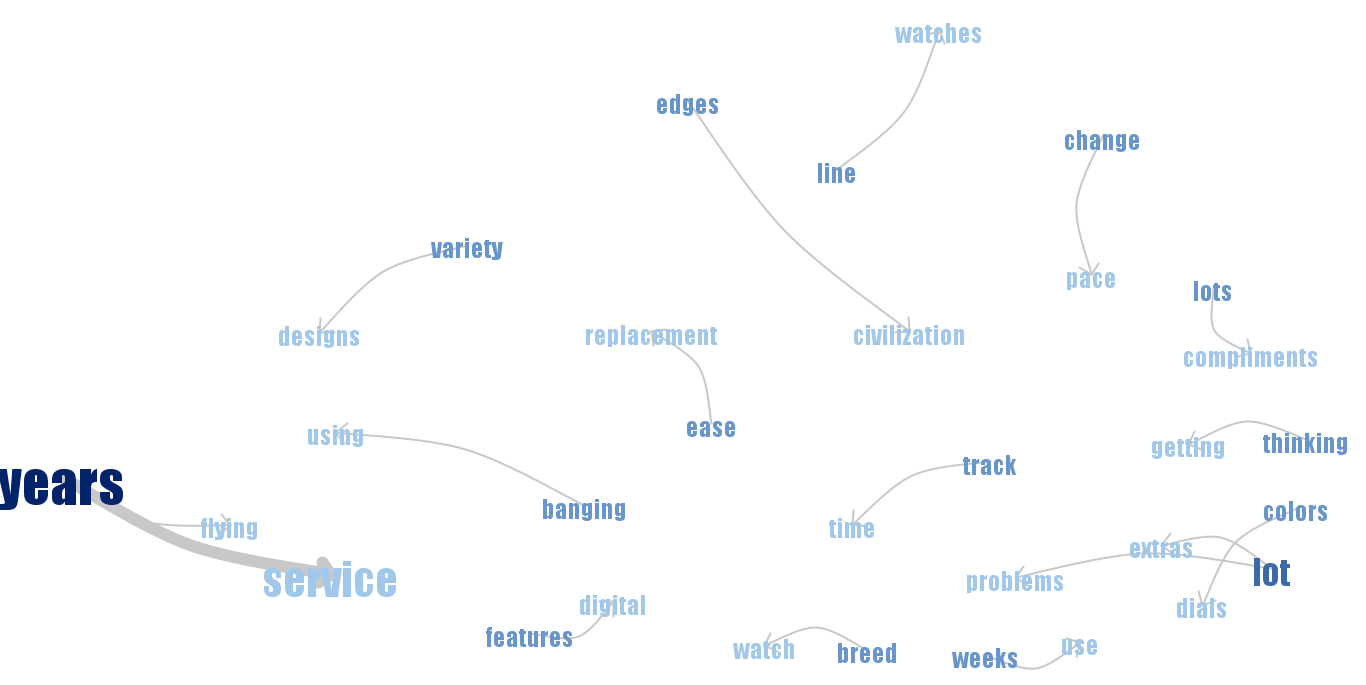 watches
edges
change
line
variety
pace
lots
designs
replacement
civilization
compliments
ease
using
thinking
getting
track
years
banging
colors
flying
time
extras
lot
service
problems
digital
dials
features
use
watch
breed
weeks